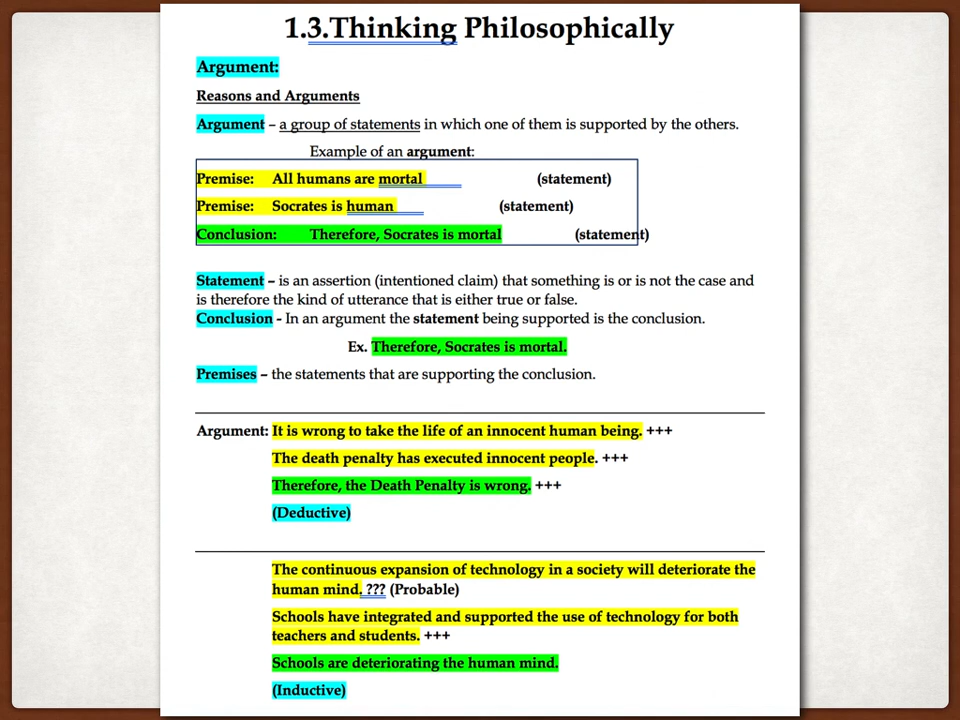 1.3.Thinking Philosophically
Argument:
Reasons and Arguments
Argument – a group of statements in which one of them is supported by the others.
Example of an argument:
Premise: All humans are mortal (statement)
Premise: Socrates is human (statement)
Conclusion: Therefore, Socrates is mortal (statement)
Statement – is an assertion (intentioned claim) that something is or is not the case and
is therefore the kind of utterance that is either true or false.
Conclusion - In an argument the statement being supported is the conclusion.
Ex. Therefore, Socrates is mortal.
Premises – the statements that are supporting the conclusion.
Argument: It is wrong to take the life of an innocent human being. +++
The death penalty has executed innocent people. +++
Therefore, the Death Penalty is wrong. +++
(Deductive)
The continuous expansion of technology in a society will deteriorate the
human mind. ??? (Probable)
Schools have integrated and supported the use of technology for both
teachers and students. +++
Schools are deteriorating the human mind.
(Inductive)